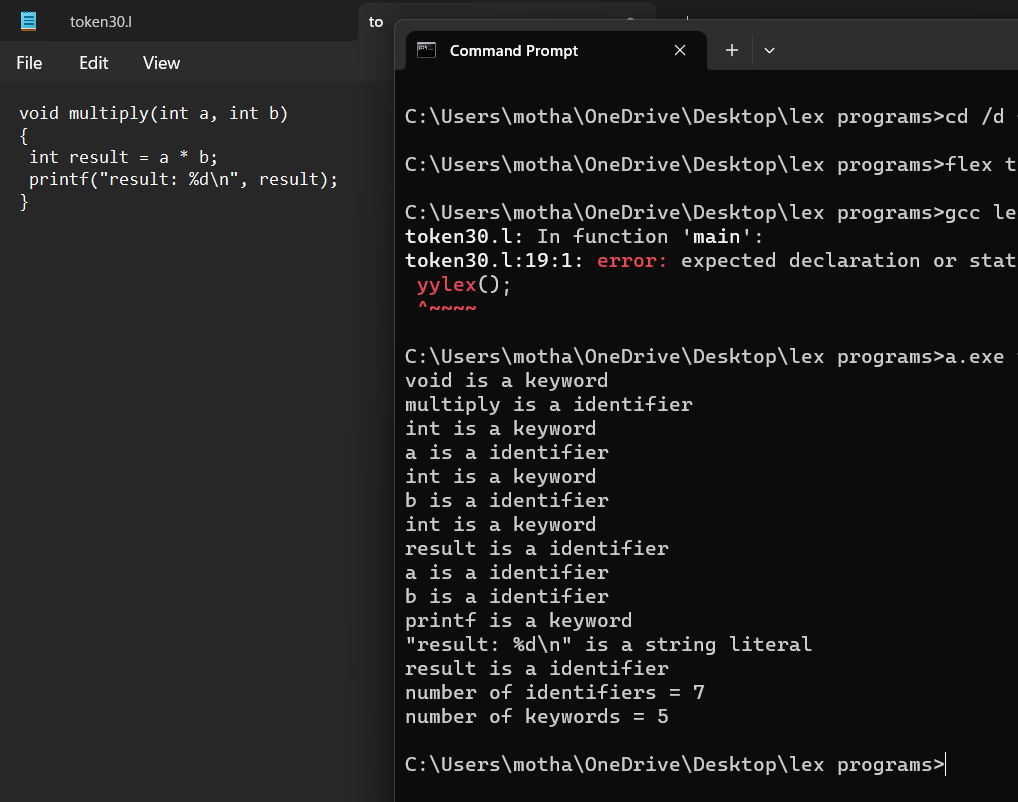 token30.l
to
File Edit View
void multiply(int a, int b)
{
int result = a * b;
printf("result: %d\n", result);
}
Command Prompt
C:\Users\motha\OneDrive\Desktop\lex programs>cd /d
C:\Users\motha\OneDrive\Desktop\lex programs>flex t
C:\Users\motha\OneDrive\Desktop\lex programs>gcc le
token30.l: In function 'main':
token30.l:19:1: error: expected declaration or stat
yylex();
^~~~~
C:\Users\motha\OneDrive\Desktop\lex programs>a.exe
void is a keyword
multiply is a identifier
int is a keyword
a is a identifier
int is a keyword
b is a identifier
int is a keyword
result is a identifier
a is a identifier
b is a identifier
printf is a keyword
"result: %d\n" is a string literal
result is a identifier
number of identifiers = 7
number of keywords = 5
C:\Users\motha\OneDrive\Desktop\lex programs>